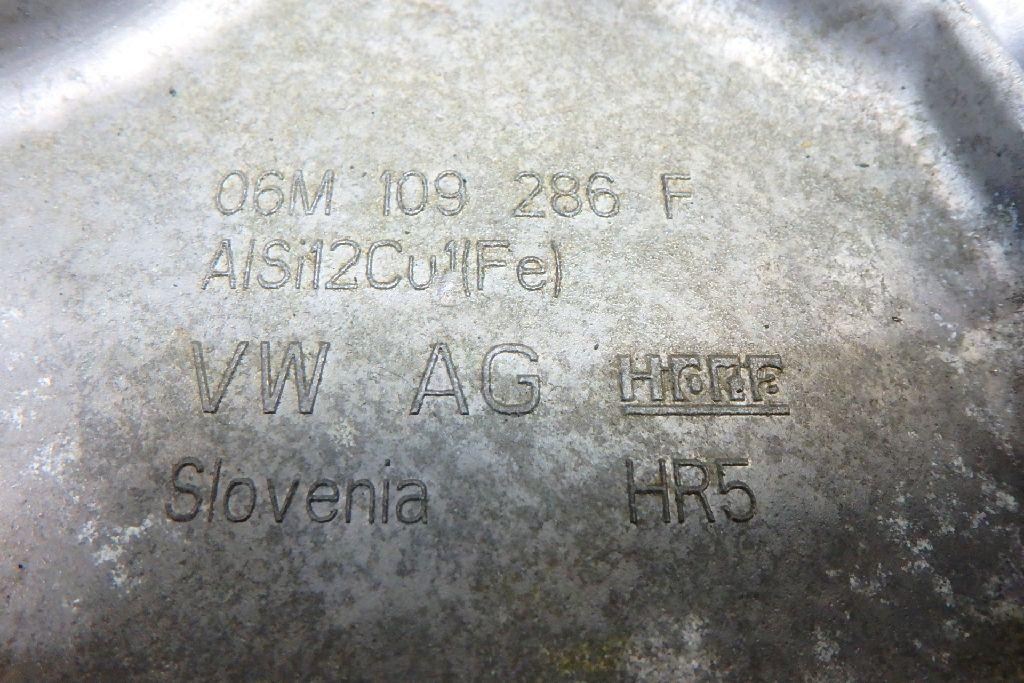 06M 109 286 F
AlSi12Cu1(Fe)
VW AG
Slovenia HR5